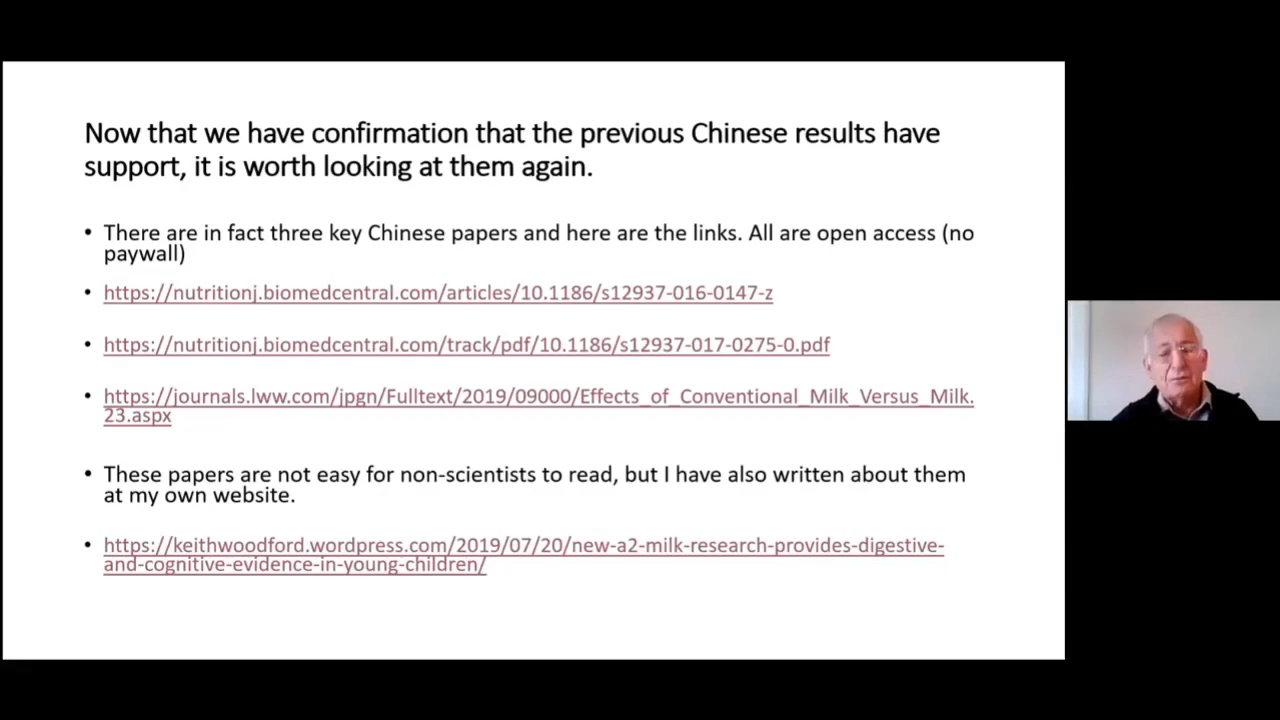 Now that we have confirmation that the previous Chinese results have
support, it is worth looking at them again.
• There are in fact three key Chinese papers and here are the links. All are open access (no
paywall)
• https://nutritionj.biomedcentral.com/articles/10.1186/s12937-016-0147-z
• https://nutritionj.biomedcentral.com/track/pdf/10.1186/s12937-017-0275-0.pdf
• https://journals.lww.com/jpgn/Fulltext/2019/09000/Effects_of_Conventional_Milk_Versus_Milk.
23.aspx
• These papers are not easy for non-scientists to read, but I have also written about them
at my own website.
• https://keithwoodford.wordpress.com/2019/07/20/new-a2-milk-research-provides-digestive-
and-cognitive-evidence-in-young-children/